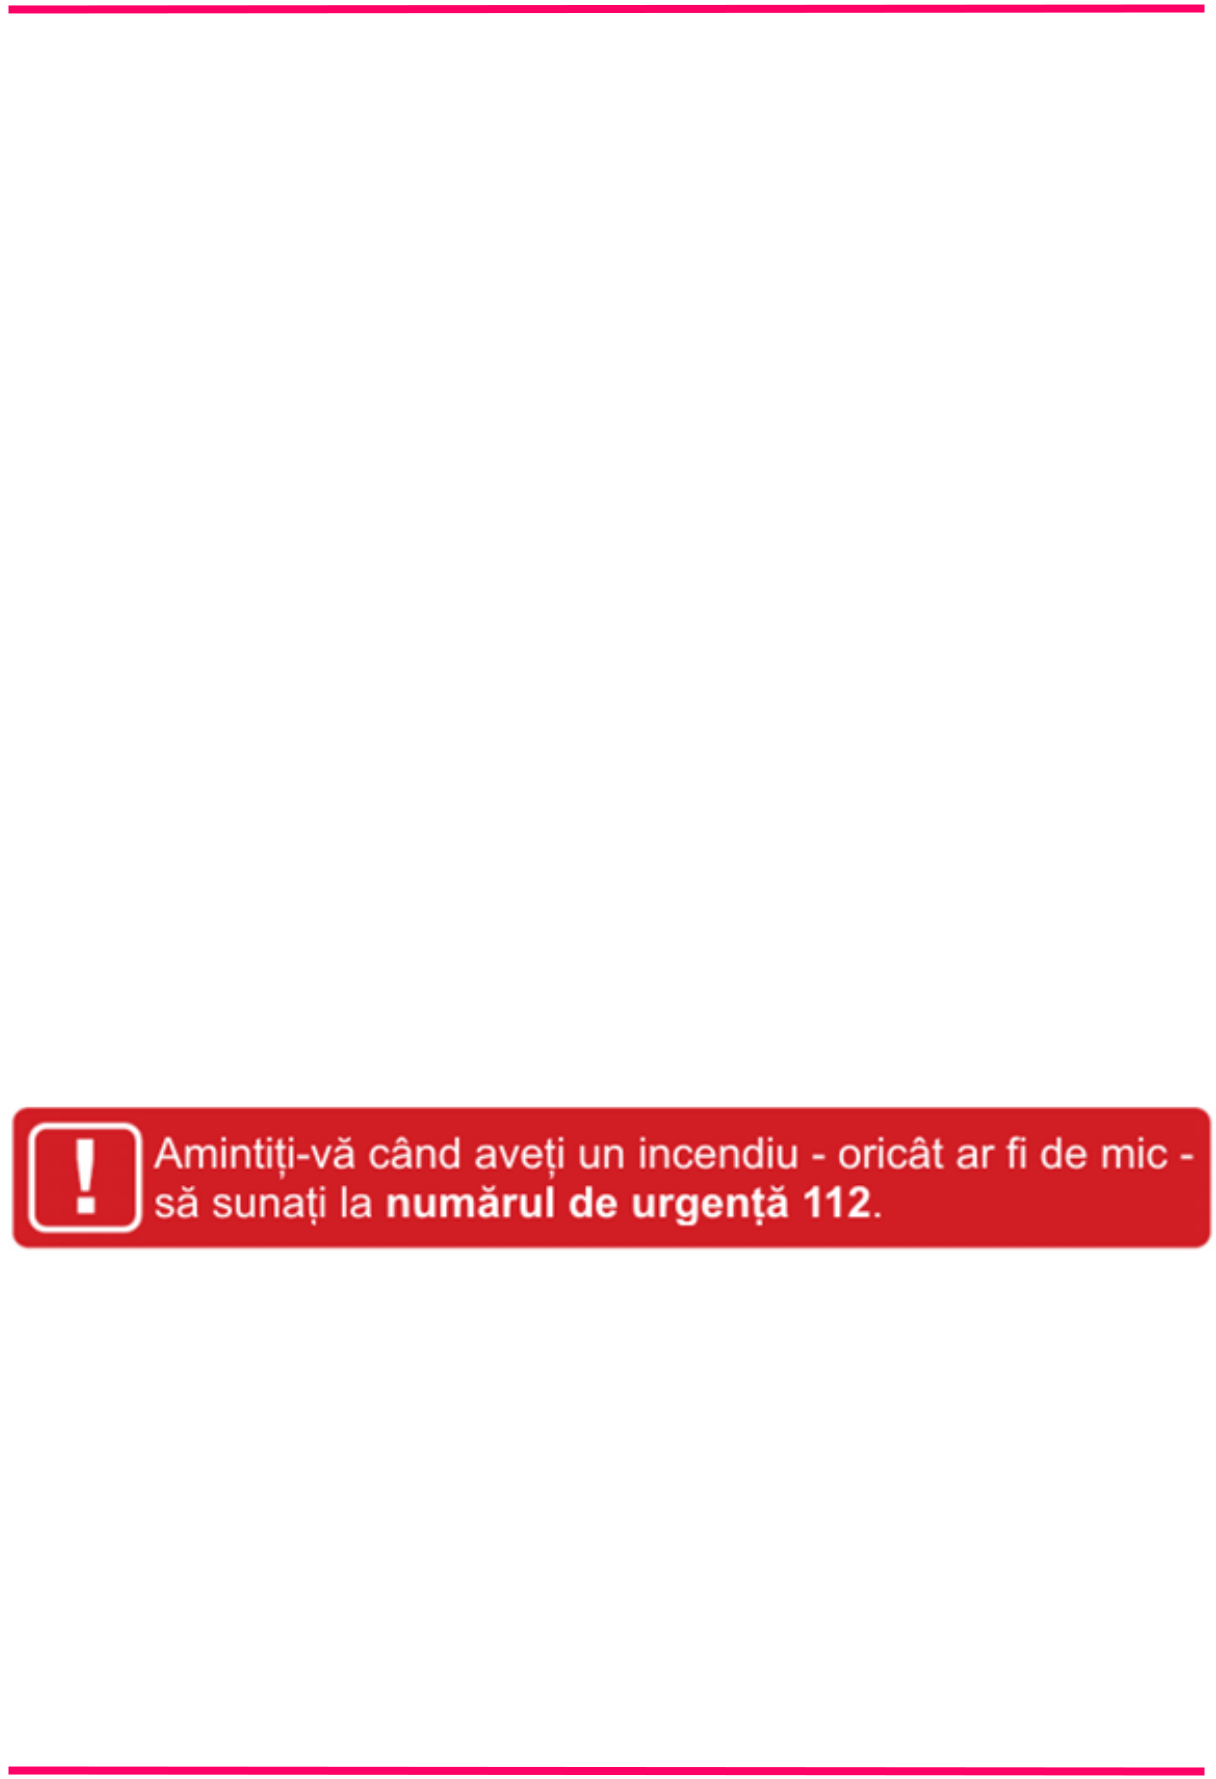 Amintiți-vă când aveți un incendiu - oricât ar fi de mic -
să sunați la numărul de urgență 112.